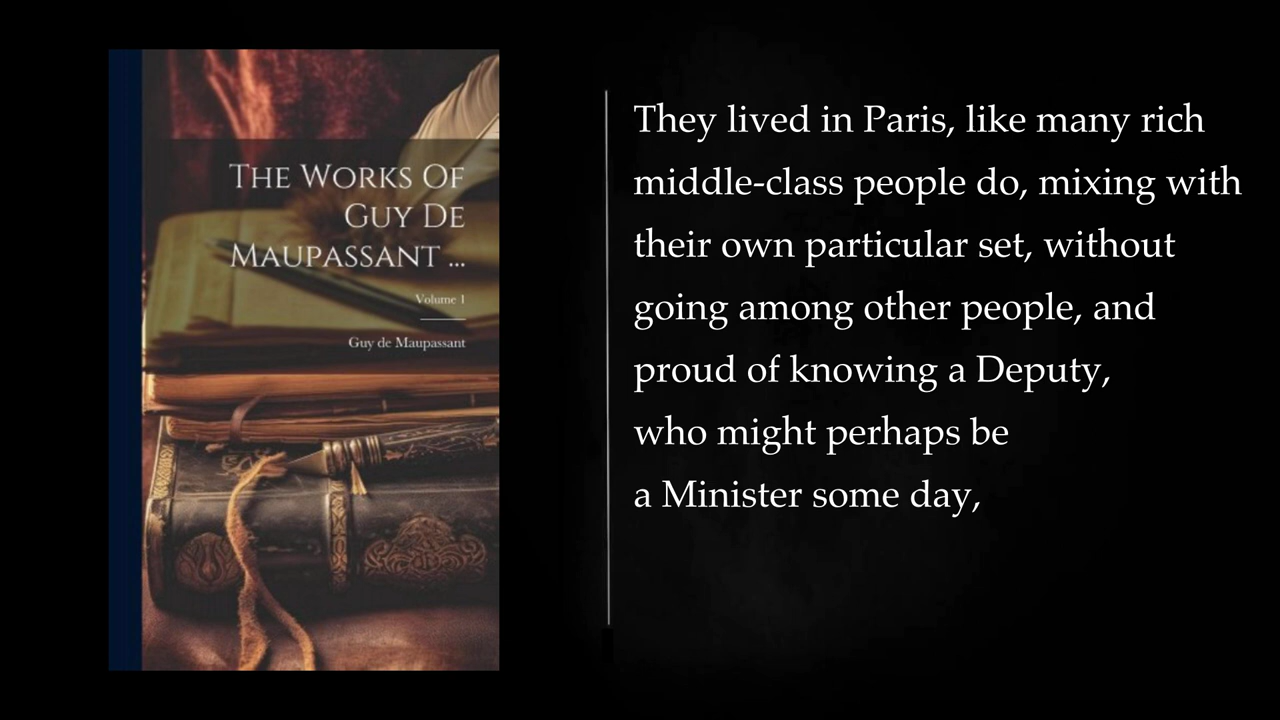 The Works Of
Guy De
Maupassant ...
Volume 1
Guy de Maupassant
They lived in Paris, like many rich
middle-class people do, mixing with
their own particular set, without
going among other people, and
proud of knowing a Deputy,
who might perhaps be
a Minister some day,